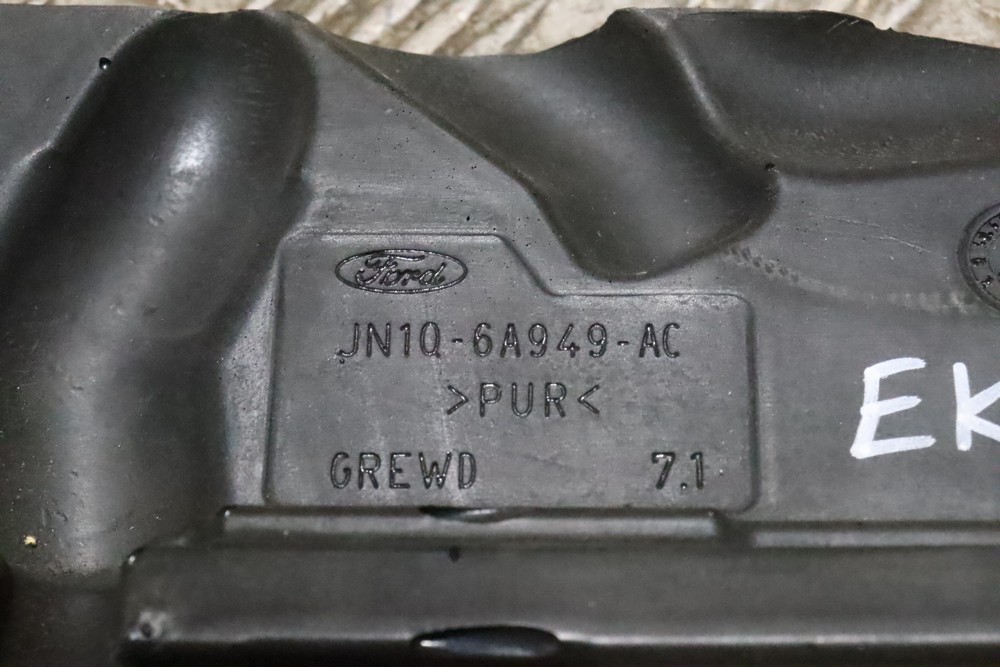 Ford
JN1Q-6A949-AC
>PUR<
GREWD 7.1
EK